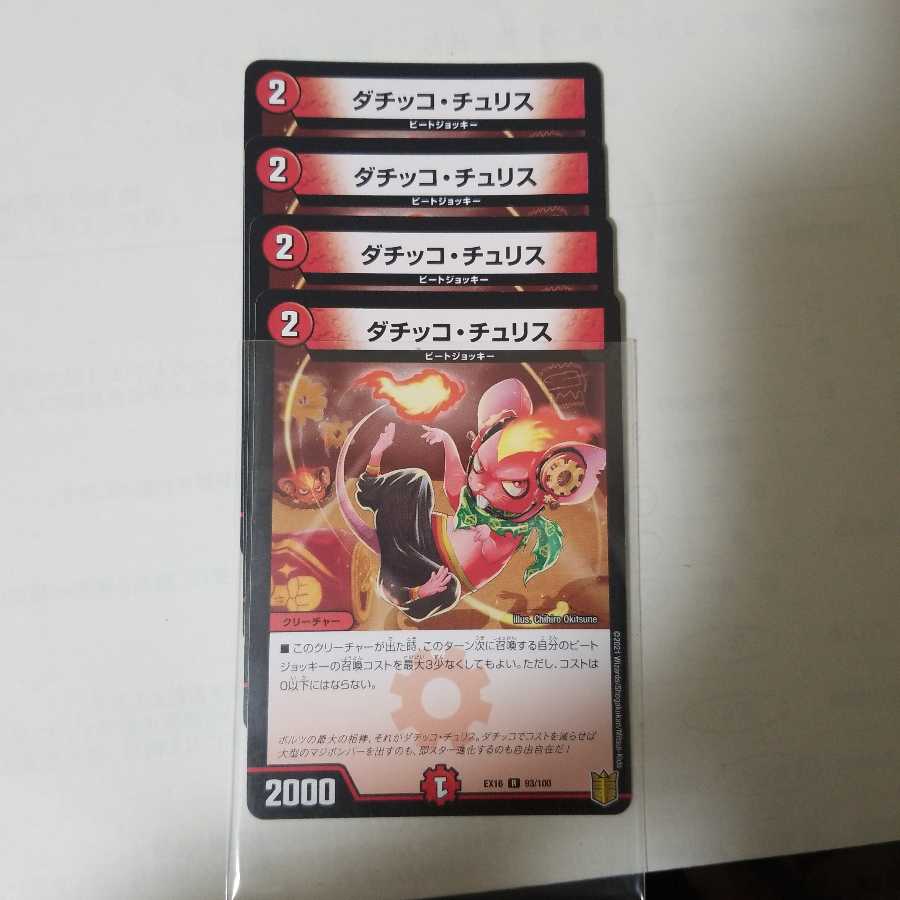 2
ダチッコ・チュリス
ビートジョッキー
2
ダチッコ・チュリス
ビートジョッキー
2
ダチッコ・チュリス
ビートジョッキー
2
ダチッコ・チュリス
ビートジョッキー
Illus. Chihiro Okitsune
クリーチャー
■このクリーチャーが出た時、このターン次に召喚する自分のビート
ジョッキーの召喚コストを最大3少なくしてもよい。ただし、コストは
0以下にはならない。
ボルツの最大の相棒、それがダチッコ・チュリス。ダチッコでコストを減らせば
大型のマジボンバーを出すのも、即スター進化するのも自由自在だ！
©2021 Wizards/Shogakukan/Mitsui-Kids
2000
EX16 R 93/100